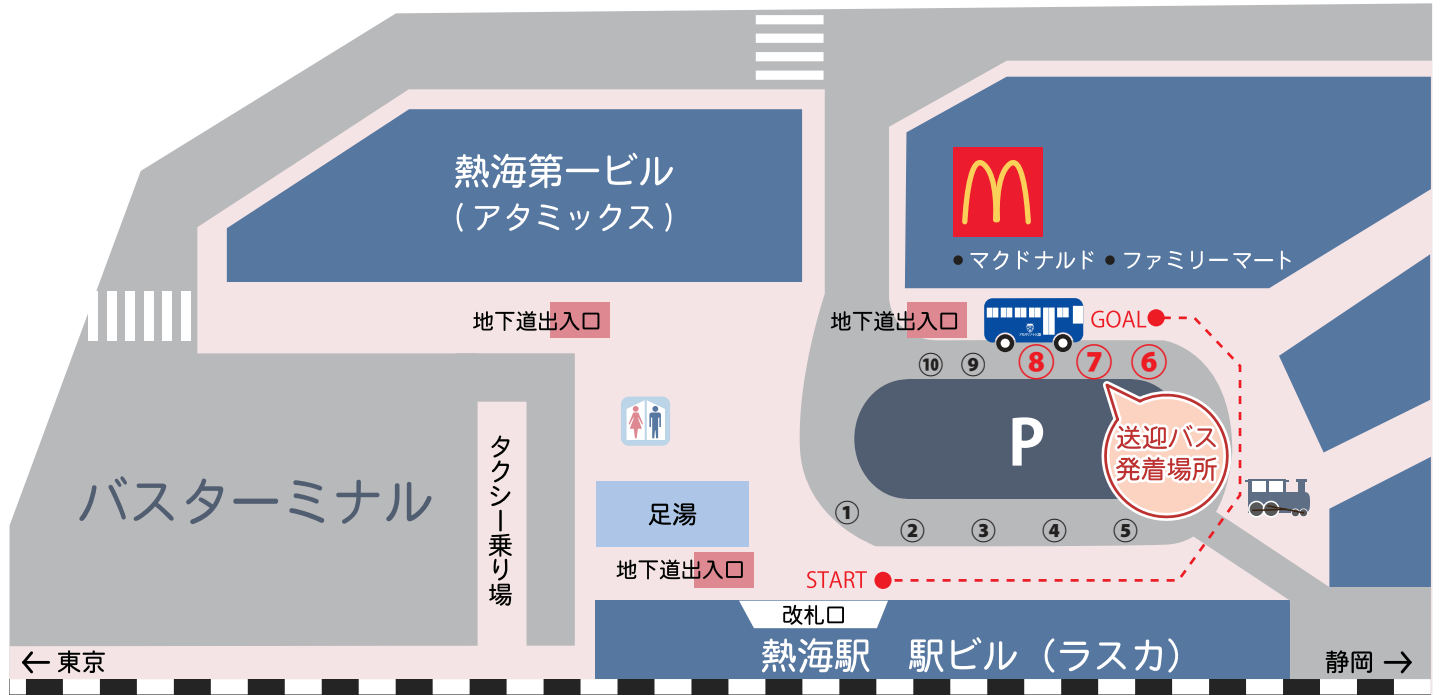 熱海第一ビル
(アタミックス)
マクドナルド
ファミリーマート
地下道出入口
地下道出入口
GOAL
⑩
⑨
⑧
⑦
⑥
P
送迎バス
発着場所
バスターミナル
タクシー乗り場
足湯
①
②
③
④
⑤
地下道出入口
START
改札口
熱海駅 駅ビル(ラスカ)
←東京
静岡→